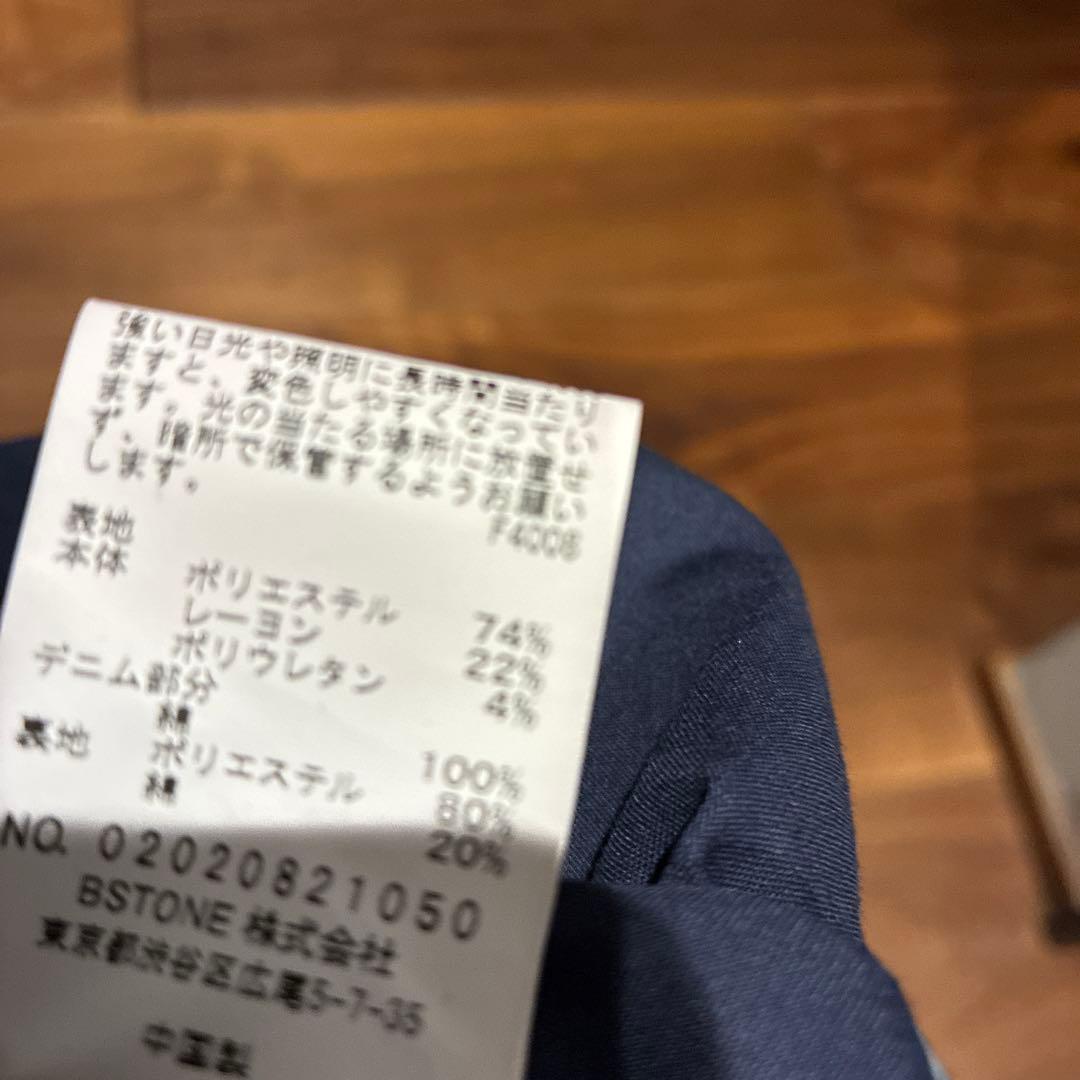 強い日光や照明に長時間当たり
ますと、変色しやすくなってい
ます。光の当たる場所に放置せ
ず、暗所で保管するようお願い
します。
F4008
表地
本体
ポリエステル 74%
レーヨン 22%
ポリウレタン 4%
デニム部分
綿 100%
裏地 ポリエステル 80%
綿 20%
NO. 02020821050
BSTONE 株式会社
東京都渋谷区広尾5-7-35
中国製